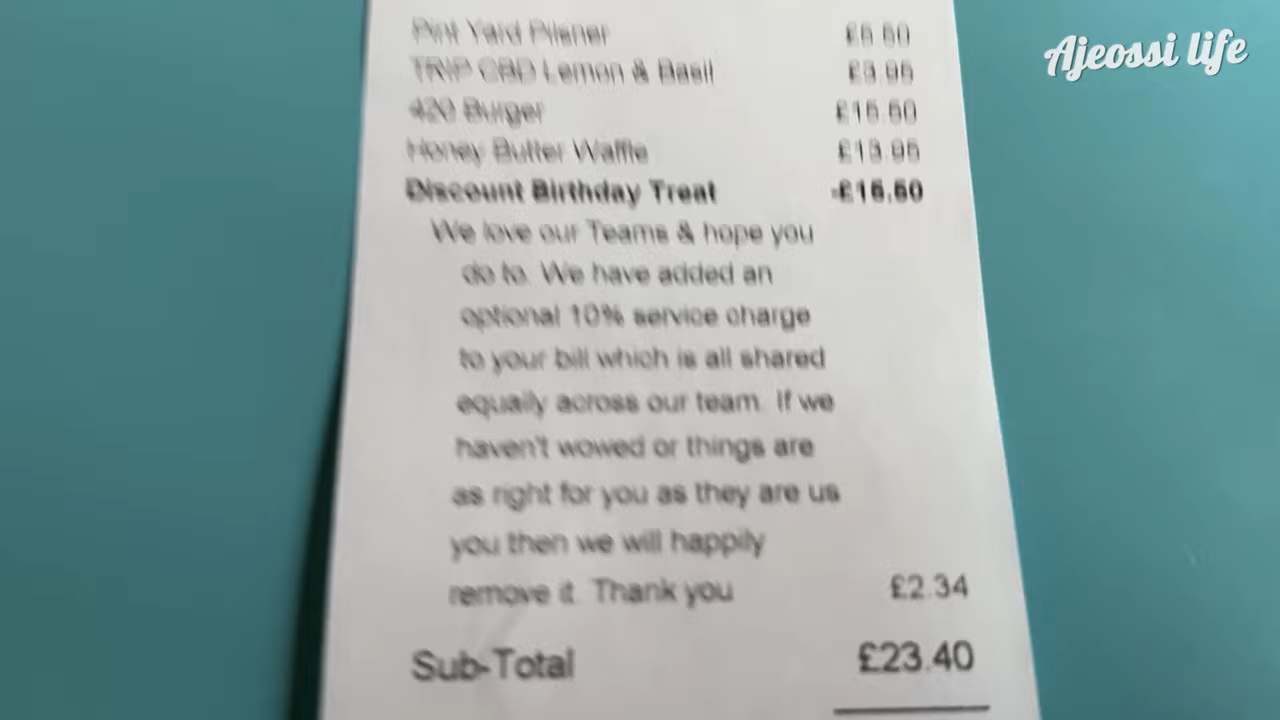 Pint Yard Pilsner £5.50
TRIP CBD Lemon & Basil £3.95
420 Burger £15.50
Honey Butter Waffle £13.95
Discount Birthday Treat -£15.50
We love our Teams & hope you
do to. We have added an
optional 10% service charge
to your bill which is all shared
equally across our team. If we
haven't wowed or things are
as right for you as they are us
you then we will happily
remove it. Thank you £2.34
Sub-Total £23.40
Ajeossi life